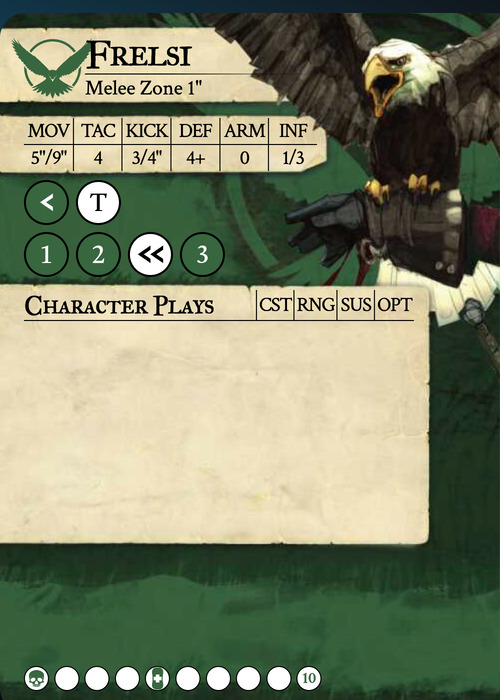 Frelsi
Melee Zone 1"
MOV TAC KICK DEF ARM INF
5"/9" 4 3/4" 4+ 0 1/3
< T
1 2 << 3
Character Plays CST RNG SUS OPT
10